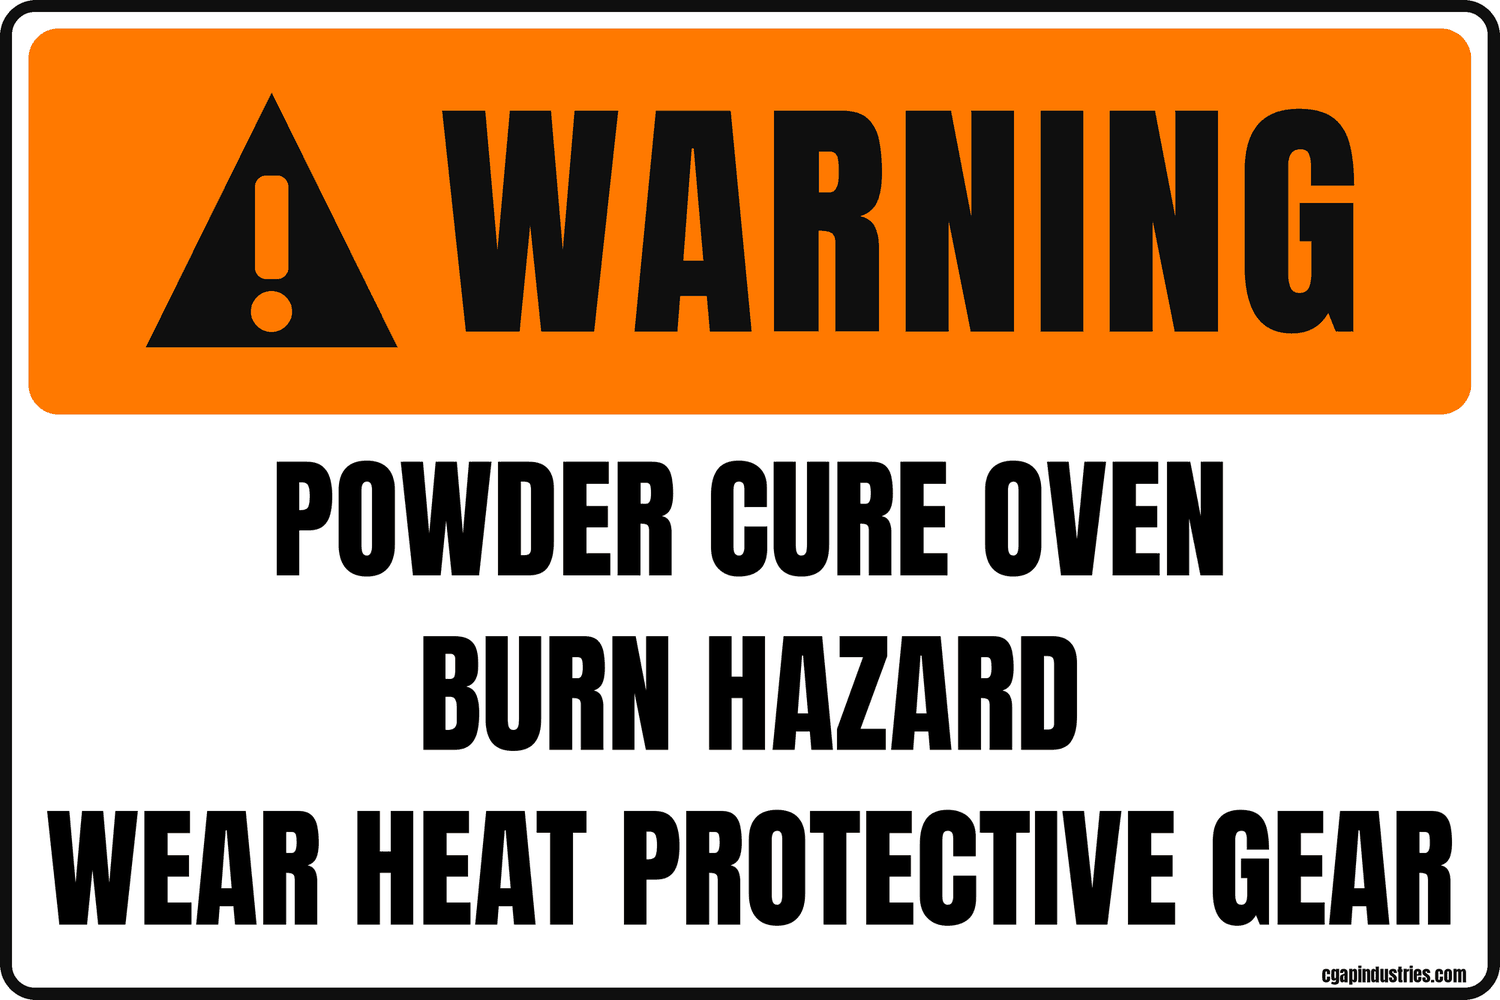 WARNING
POWDER CURE OVEN
BURN HAZARD
WEAR HEAT PROTECTIVE GEAR
cgapindustries.com